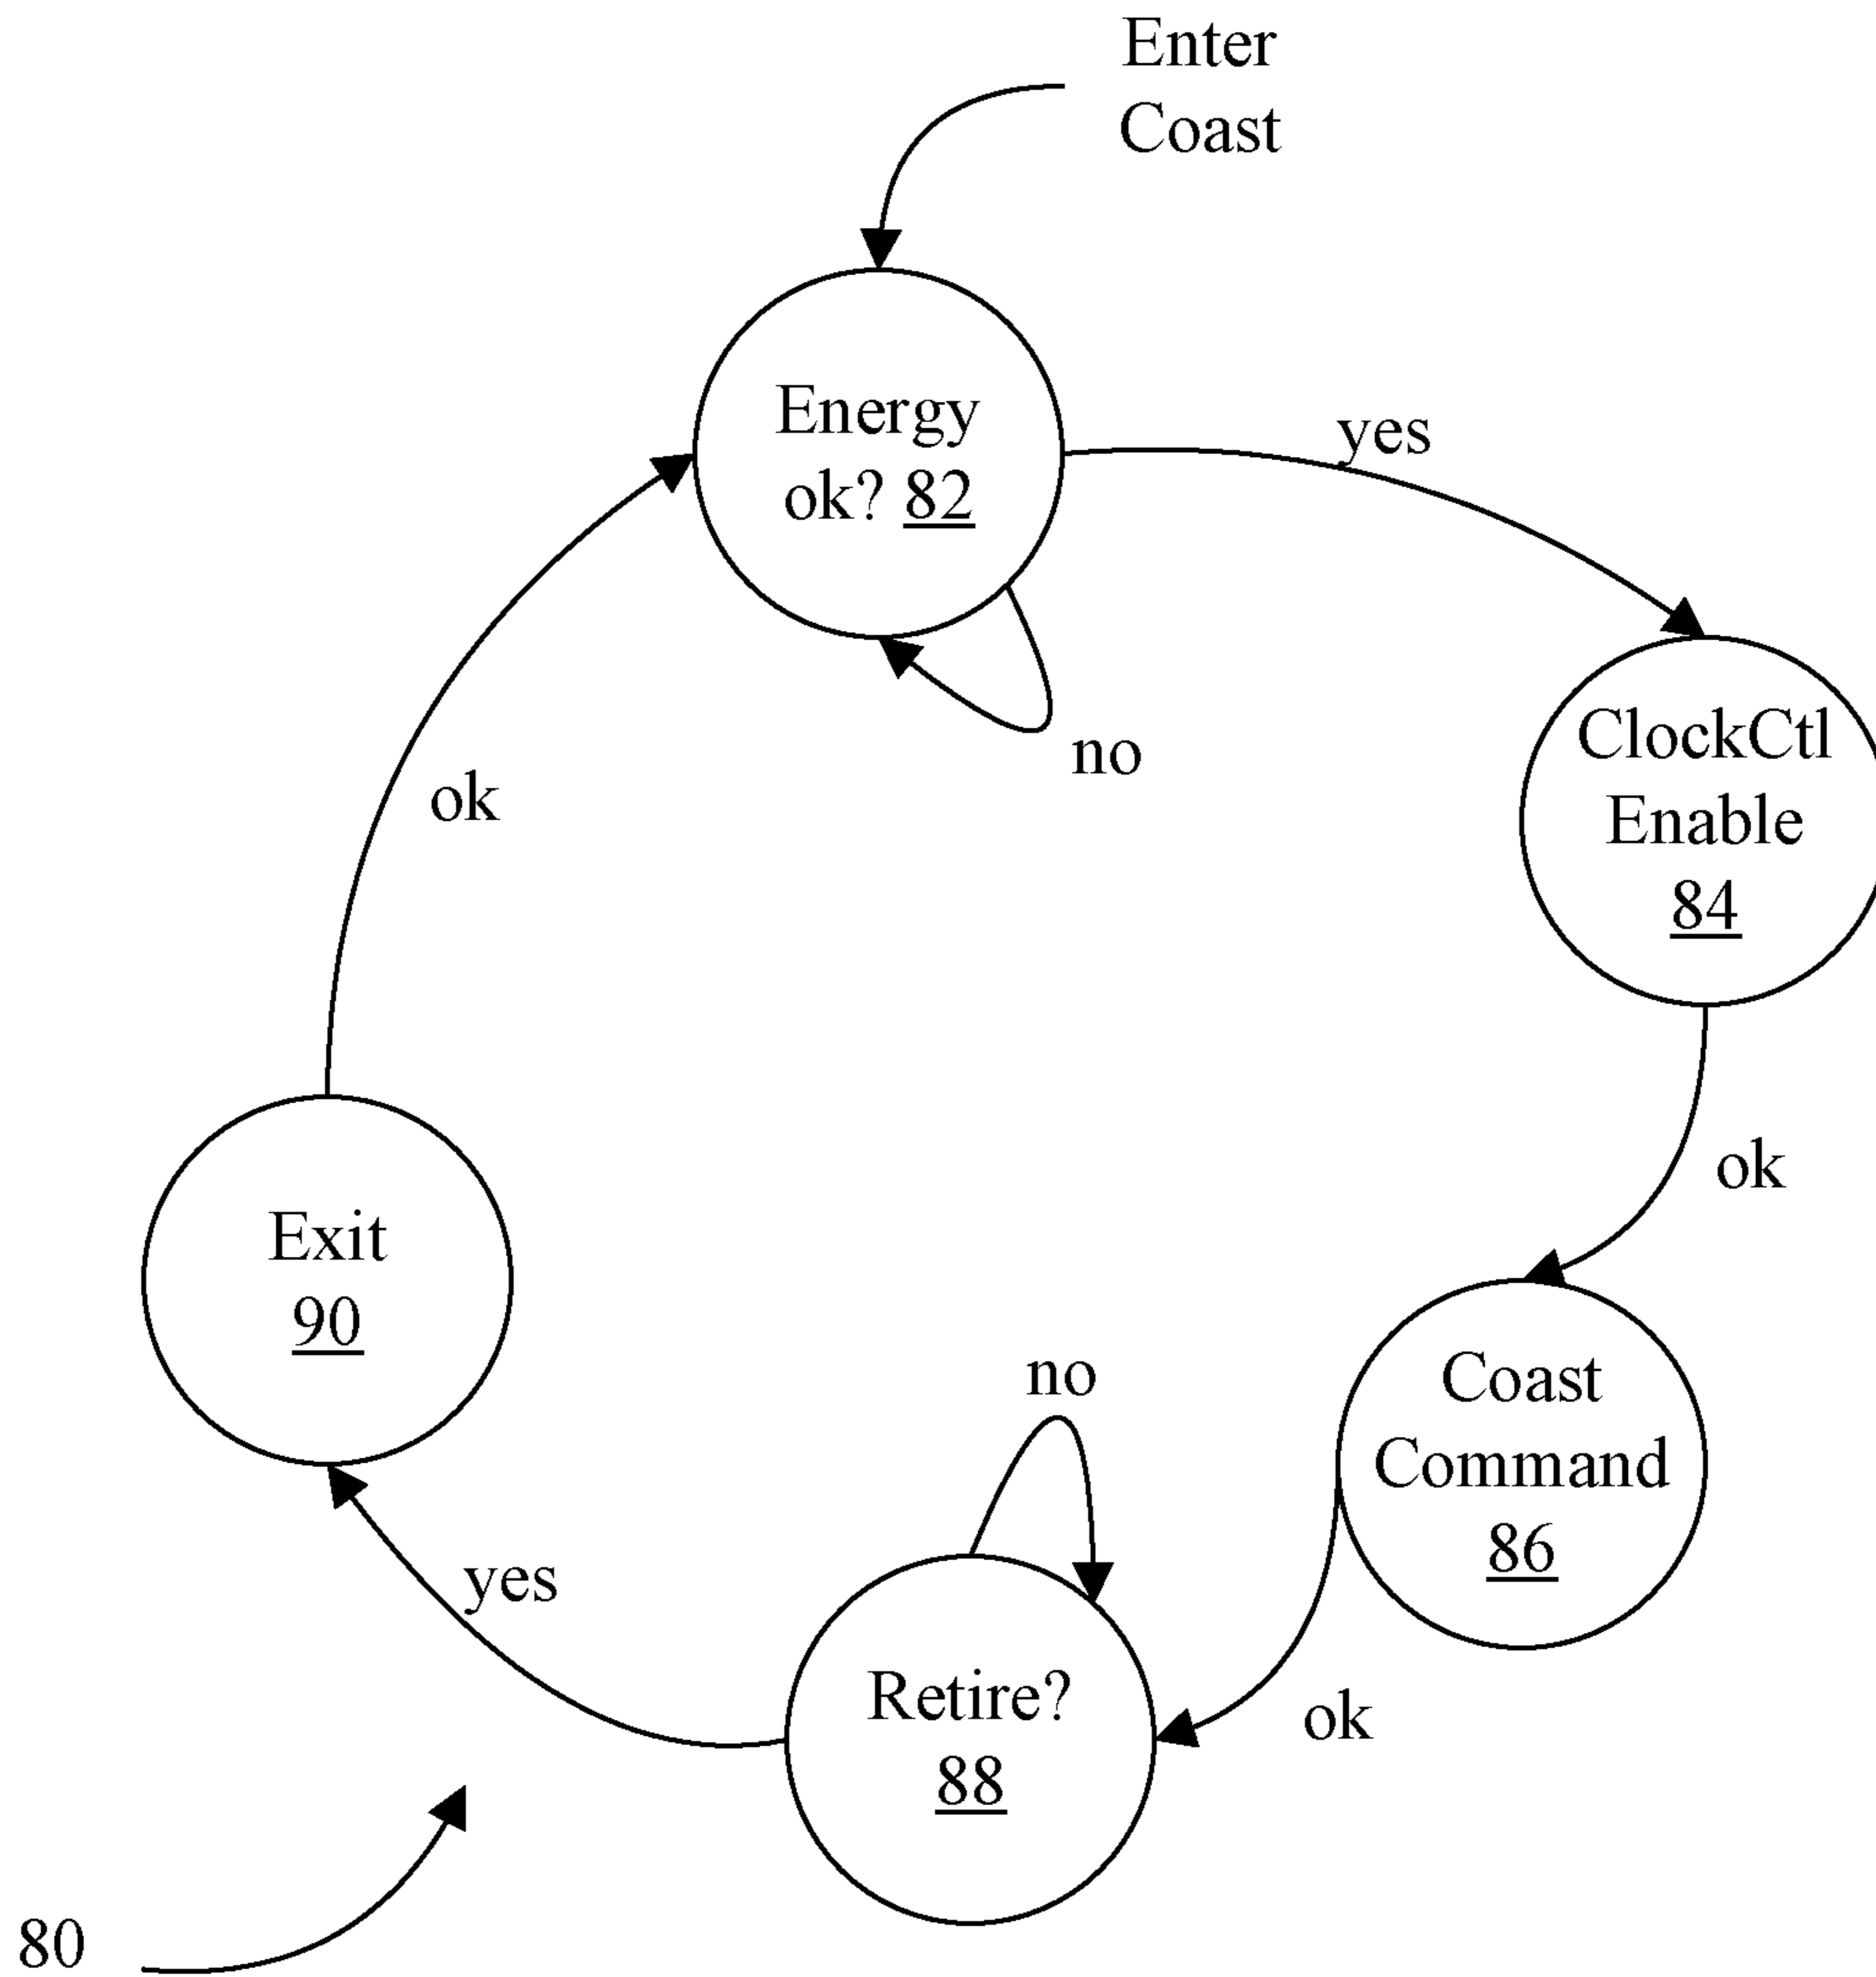 Enter
Coast
Energy
ok? 82
yes
no
ClockCtl
Enable
84
ok
ok
Exit
90
no
Coast
Command
86
yes
Retire?
88
ok
80